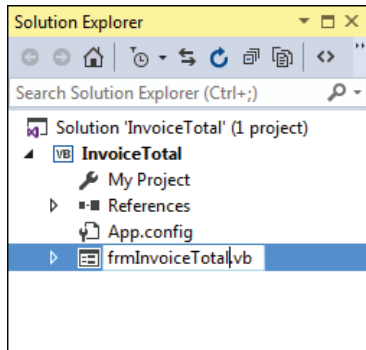 Solution Explorer
Search Solution Explorer (Ctrl+;)
Solution 'InvoiceTotal' (1 project)
VB InvoiceTotal
My Project
References
App.config
frmInvoiceTotal.vb